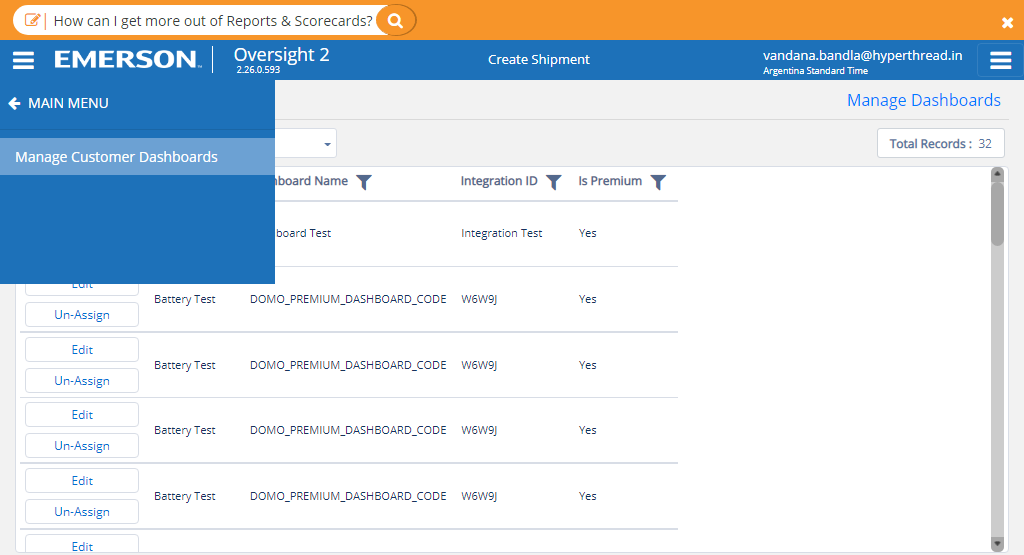 How can I get more out of Reports & Scorecards?
EMERSON Oversight 2 Create Shipment vandana.bandla@hyperthread.in
2.26.0.593 Argentina Standard Time
MAIN MENU
Manage Dashboards
Manage Customer Dashboards
Total Records : 32
Name Integration ID Is Premium
board Test Integration Test Yes
Edit
Battery Test DOMO_PREMIUM_DASHBOARD_CODE W6W9J Yes
Un-Assign
Edit
Battery Test DOMO_PREMIUM_DASHBOARD_CODE W6W9J Yes
Un-Assign
Edit
Battery Test DOMO_PREMIUM_DASHBOARD_CODE W6W9J Yes
Un-Assign
Edit
Battery Test DOMO_PREMIUM_DASHBOARD_CODE W6W9J Yes
Un-Assign
Edit